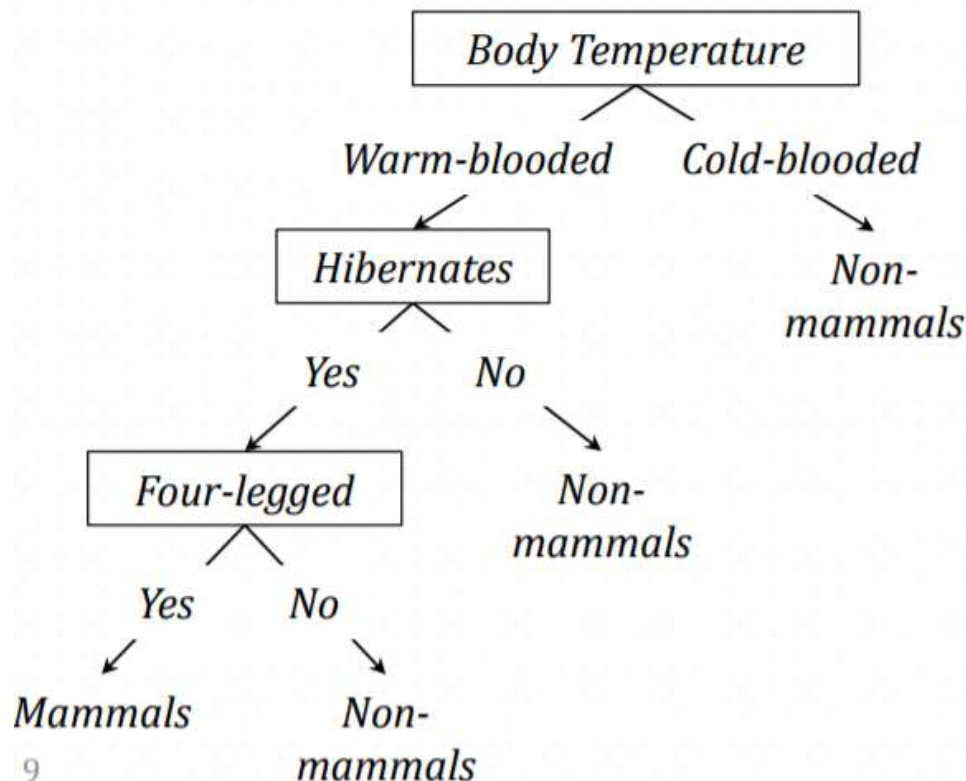 Body Temperature
Warm-blooded Cold-blooded
Hibernates
Non-
mammals
Yes No
Four-legged
Non-
mammals
Yes No
Mammals
Non-
mammals
9